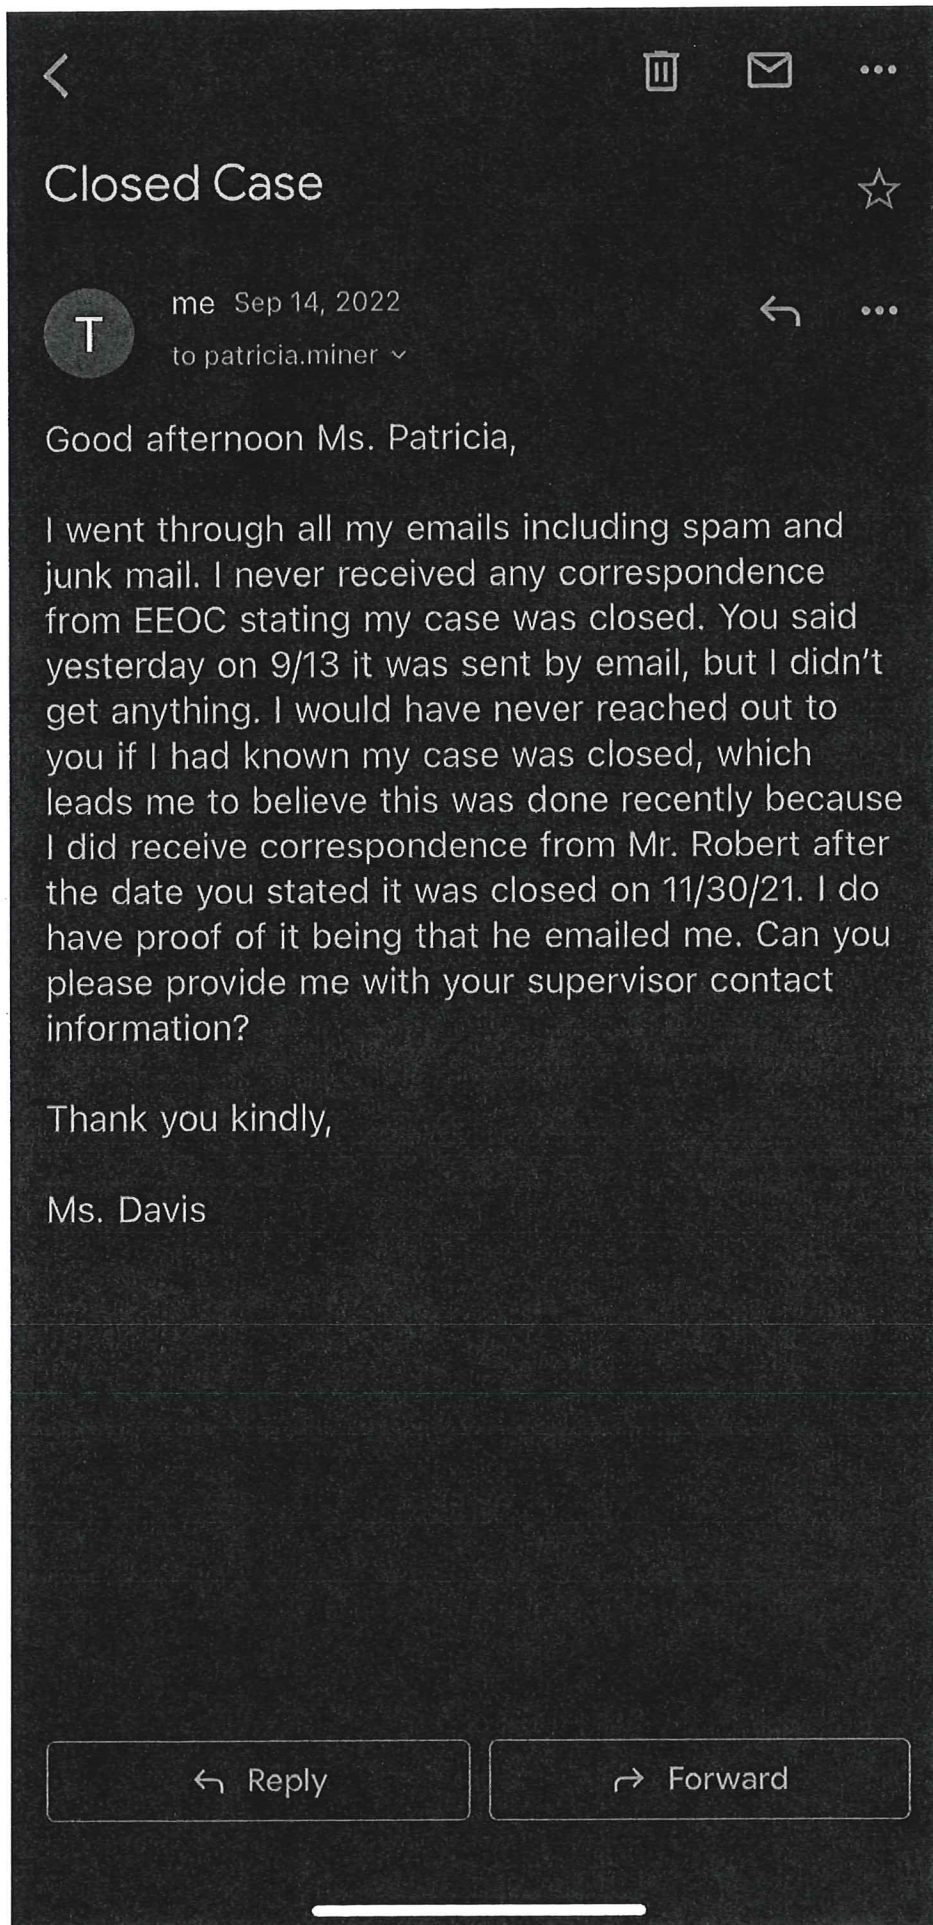 Closed Case
T
me Sep 14, 2022
to patricia.miner
Good afternoon Ms. Patricia,
I went through all my emails including spam and
junk mail. I never received any correspondence
from EEOC stating my case was closed. You said
yesterday on 9/13 it was sent by email, but I didn't
get anything. I would have never reached out to
you if I had known my case was closed, which
leads me to believe this was done recently because
I did receive correspondence from Mr. Robert after
the date you stated it was closed on 11/30/21. I do
have proof of it being that he emailed me. Can you
please provide me with your supervisor contact
information?
Thank you kindly,
Ms. Davis
Reply
Forward